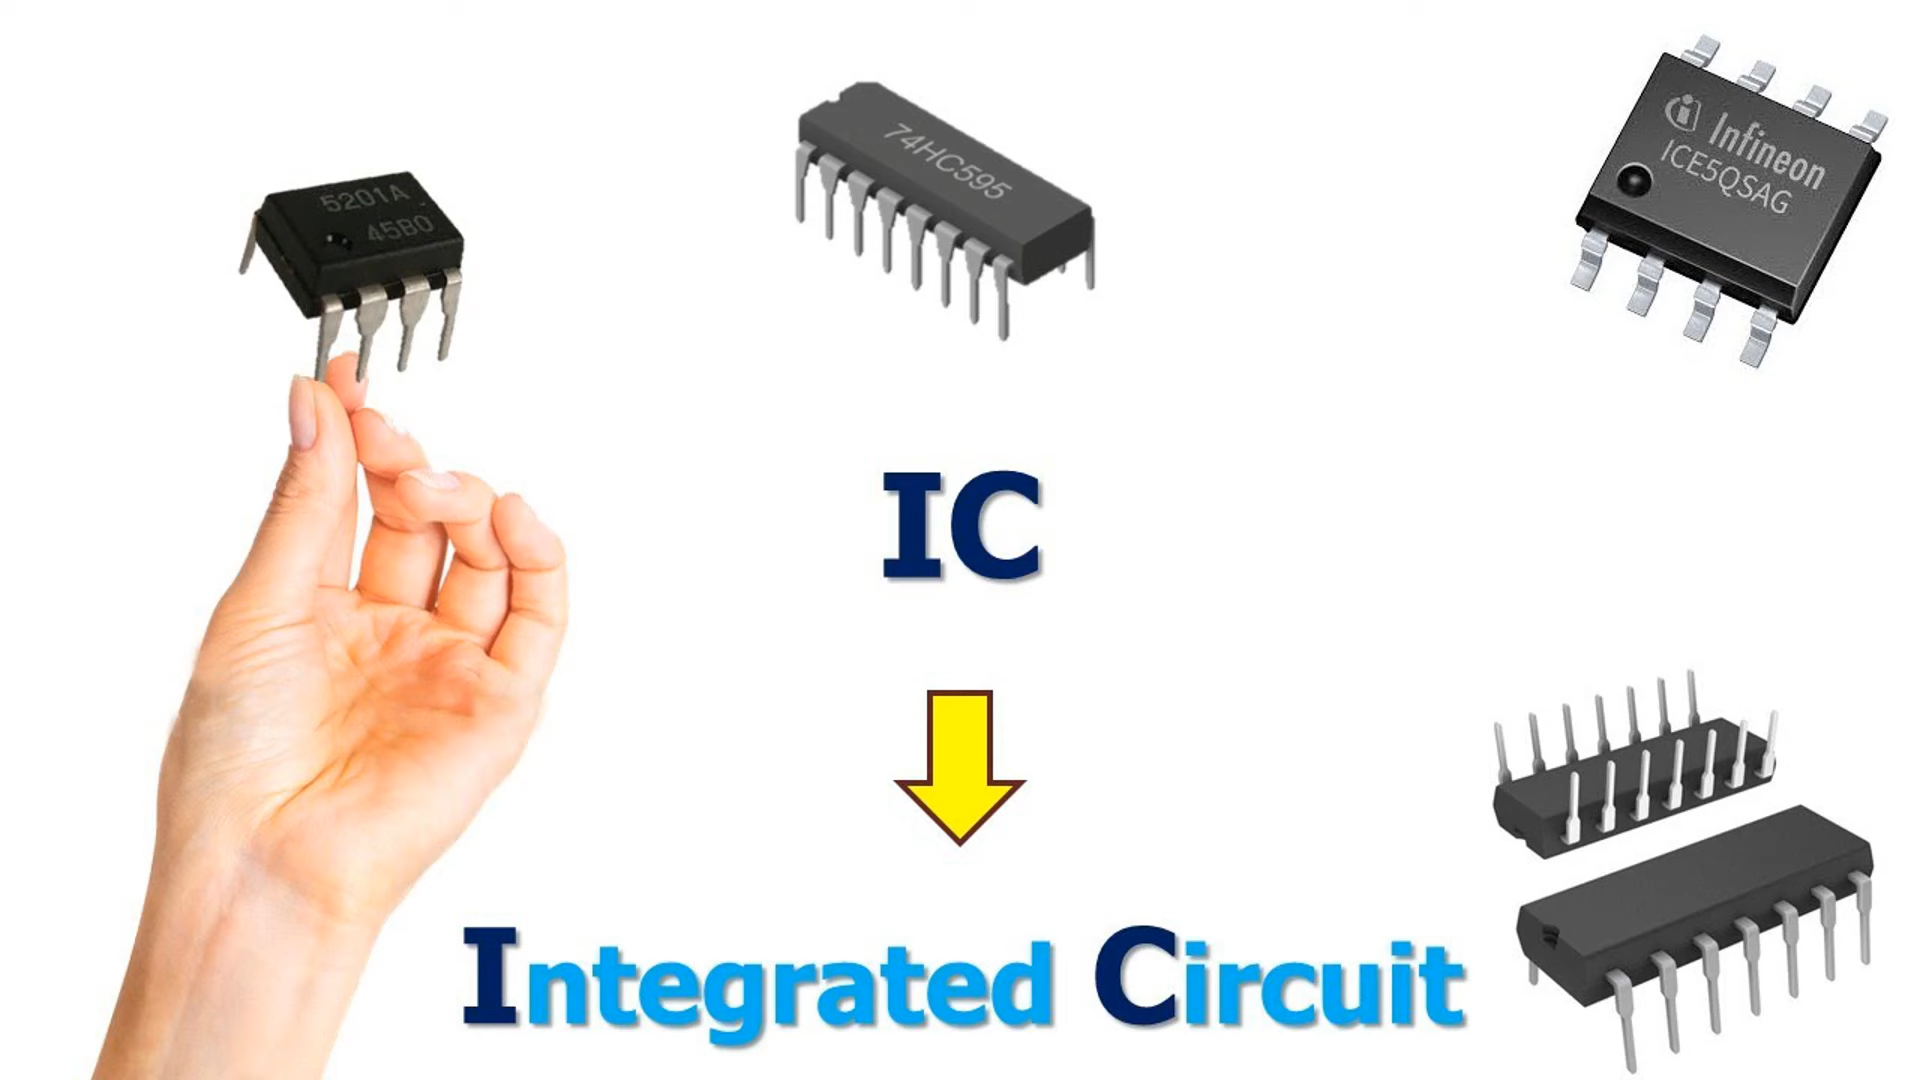 5201A
45B0
74HC595
Infineon
ICE5QSAG
IC
Integrated Circuit